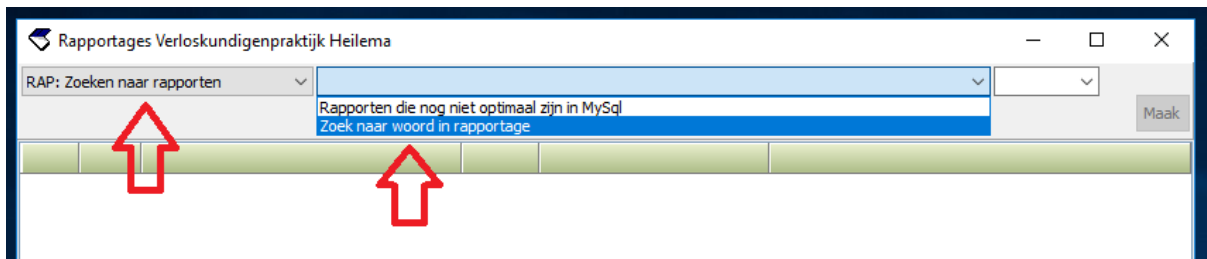 Rapportages Verloskundigenpraktijk Heilema
RAP: Zoeken naar rapporten
Rapporten die nog niet optimaal zijn in MySql
Zoek naar woord in rapportage
Maak